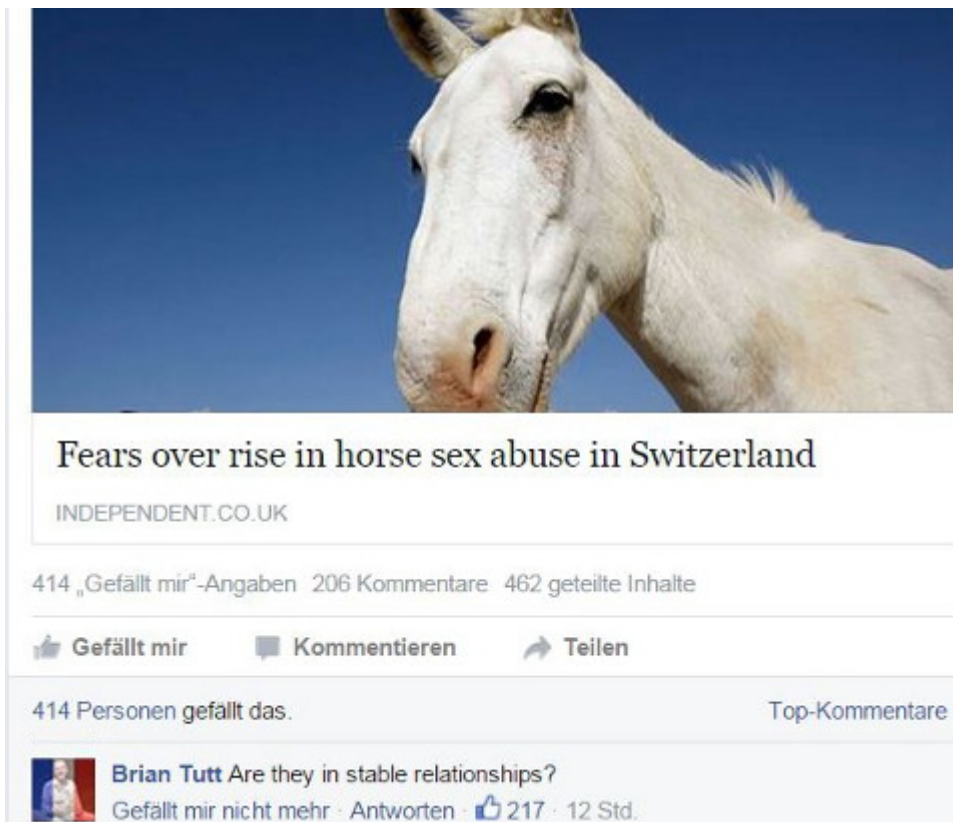 Fears over rise in horse sex abuse in Switzerland
INDEPENDENT.CO.UK
414 „Gefällt mir“-Angaben 206 Kommentare 462 geteilte Inhalte
Gefällt mir Kommentieren Teilen
414 Personen gefällt das. Top-Kommentare
Brian Tutt Are they in stable relationships?
Gefällt mir nicht mehr · Antworten · 217 · 12 Std.